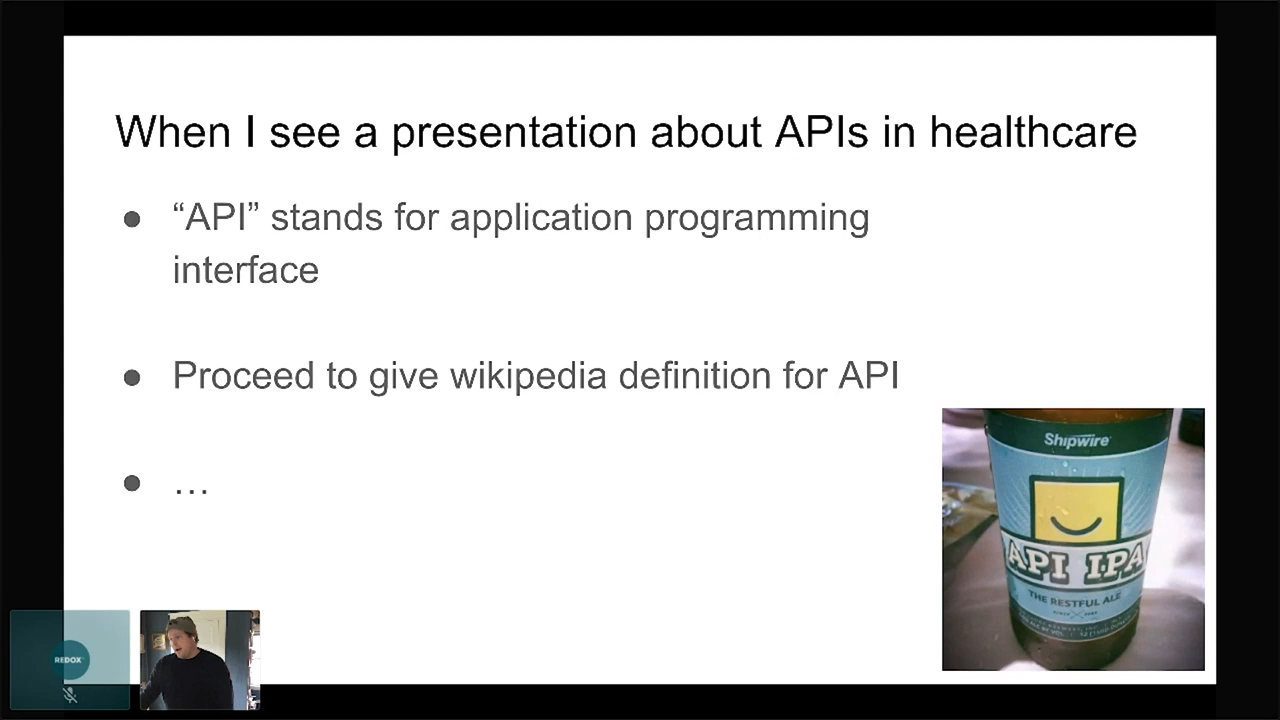 When I see a presentation about APIs in healthcare
● “API” stands for application programming
interface
● Proceed to give wikipedia definition for API
● …
Shipwire
API IPA
THE RESTFUL ALE
REDOX